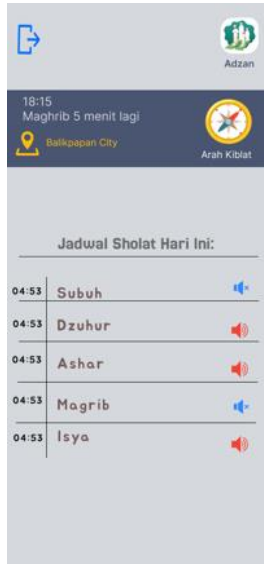 Adzan
18:15
Maghrib 5 menit lagi
Balikpapan City
Arah Kiblat
Jadwal Sholat Hari Ini:
04:53 Subuh
04:53 Dzuhur
04:53 Ashar
04:53 Magrib
04:53 Isya